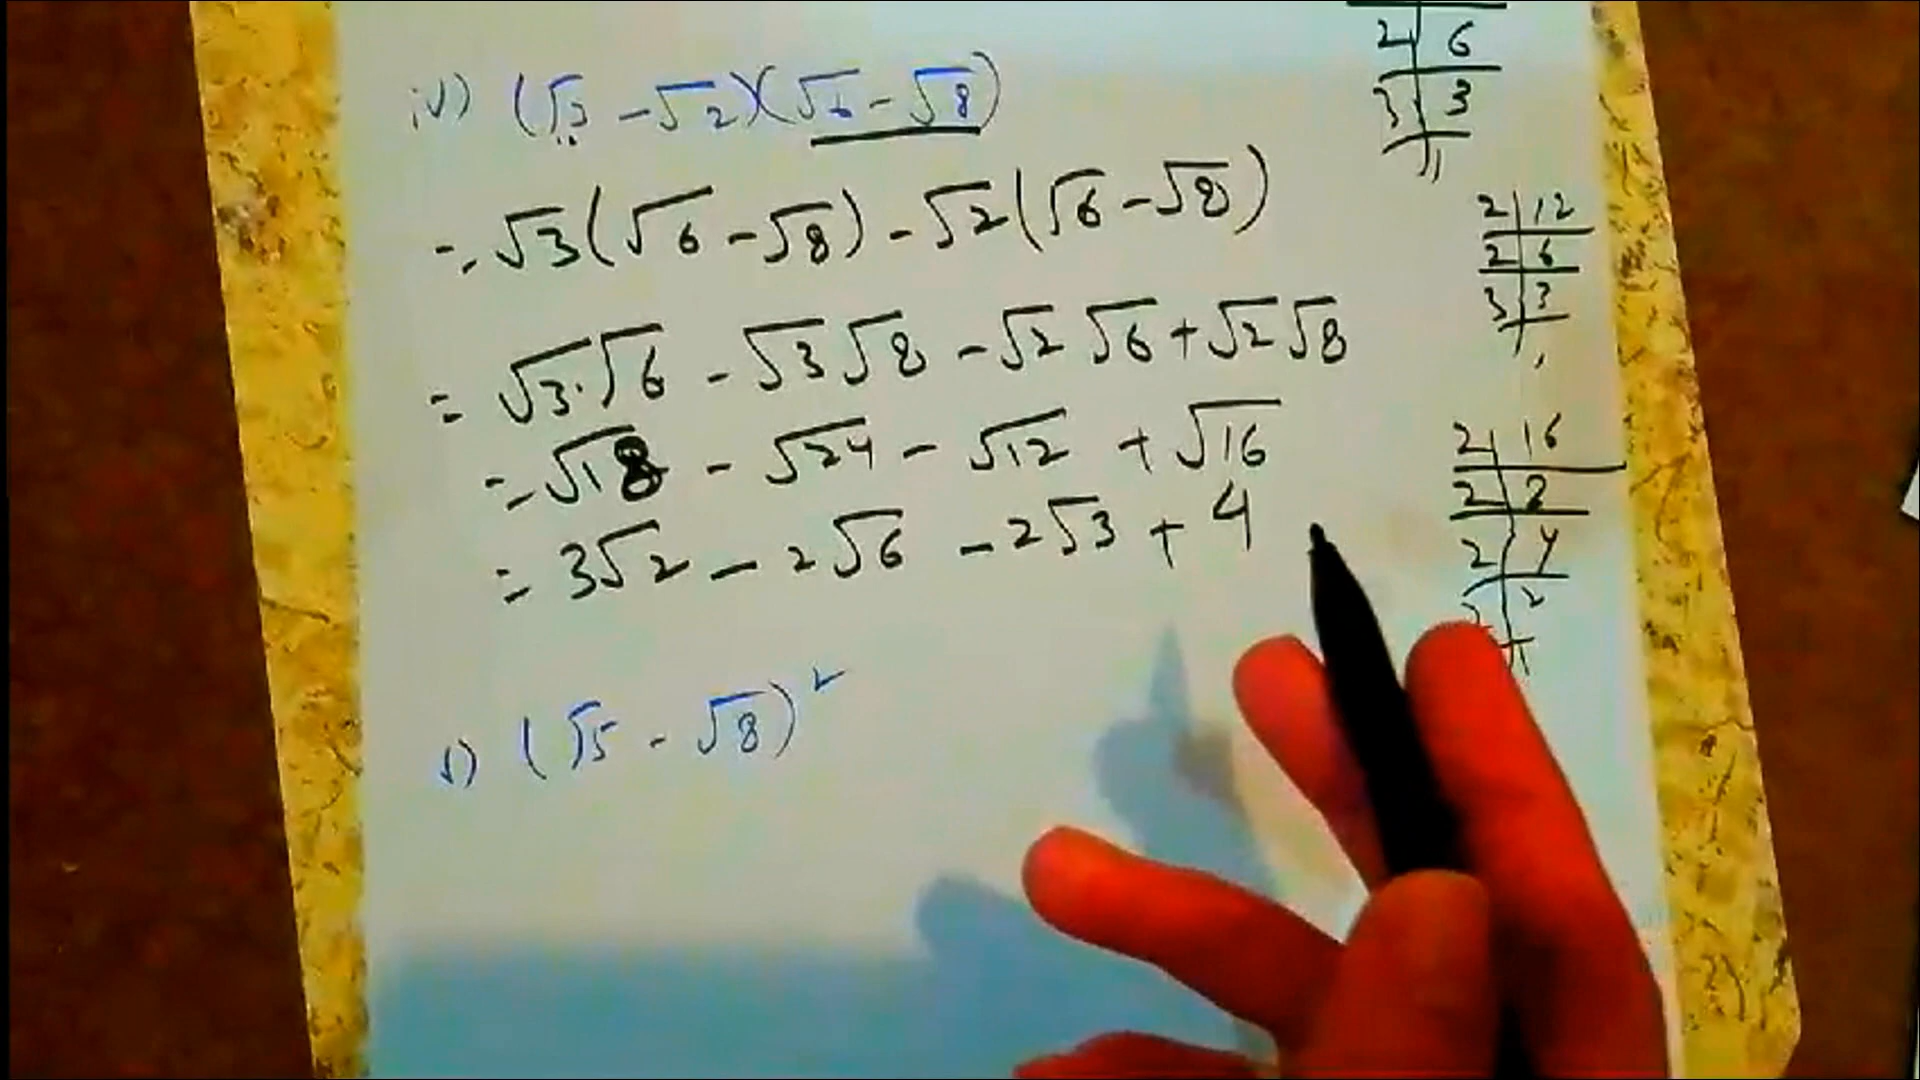 iv) (√3 - √2)(√6 - √8)
= √3(√6 - √8) - √2(√6 - √8)
= √3·√6 - √3√8 - √2√6 + √2√8
= √18 - √24 - √12 + √16
= 3√2 - 2√6 - 2√3 + 4
v) (√5 - √8)²
2 6
3 3
2 12
2 6
3 3
2 16
2 8
2 4
2